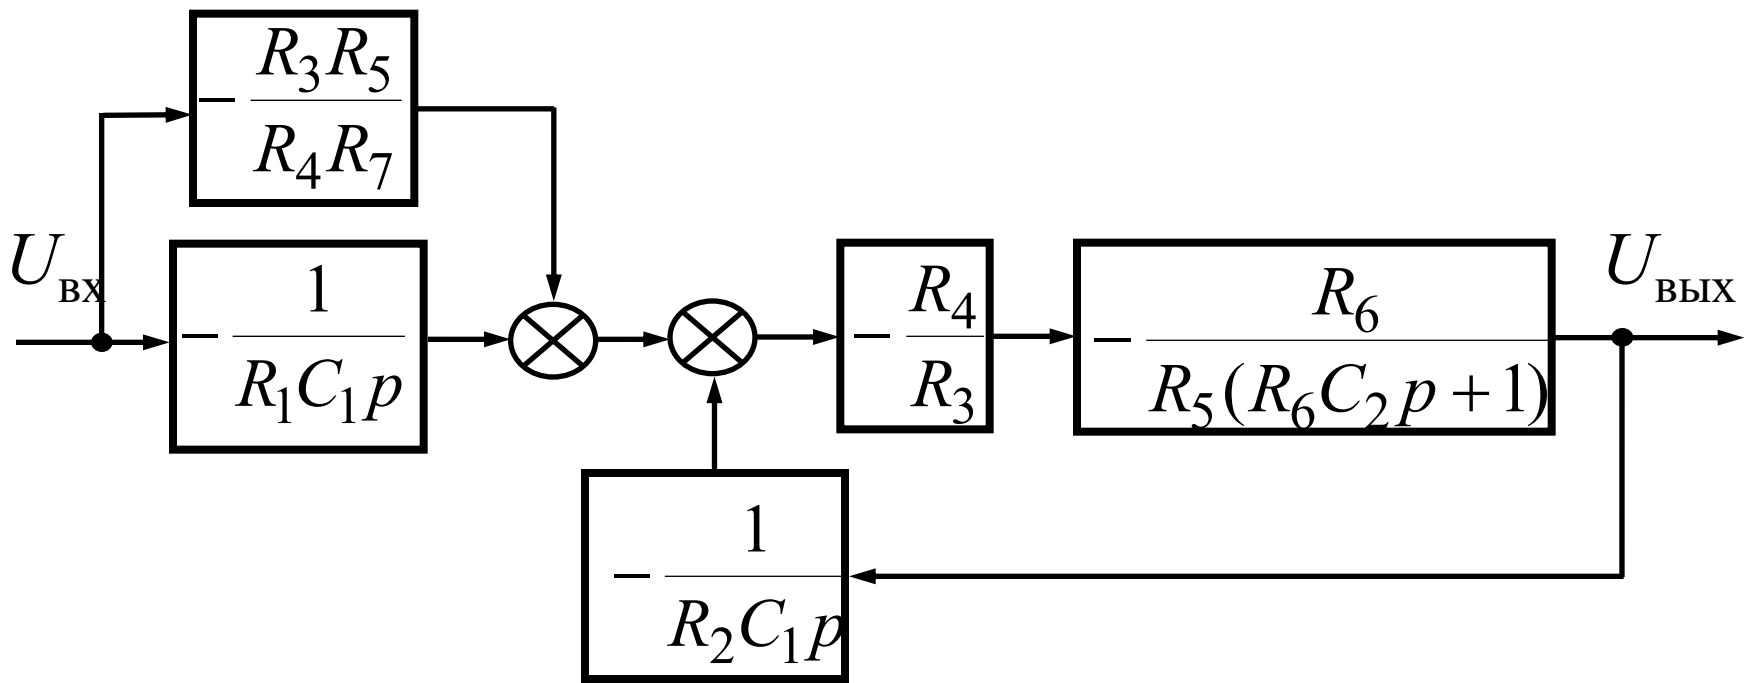 − R₃R₅ / R₄R₇
Uвх
− 1 / R₁C₁p
− R₄ / R₃
− R₆ / R₅(R₆C₂p + 1)
Uвых
− 1 / R₂C₁p